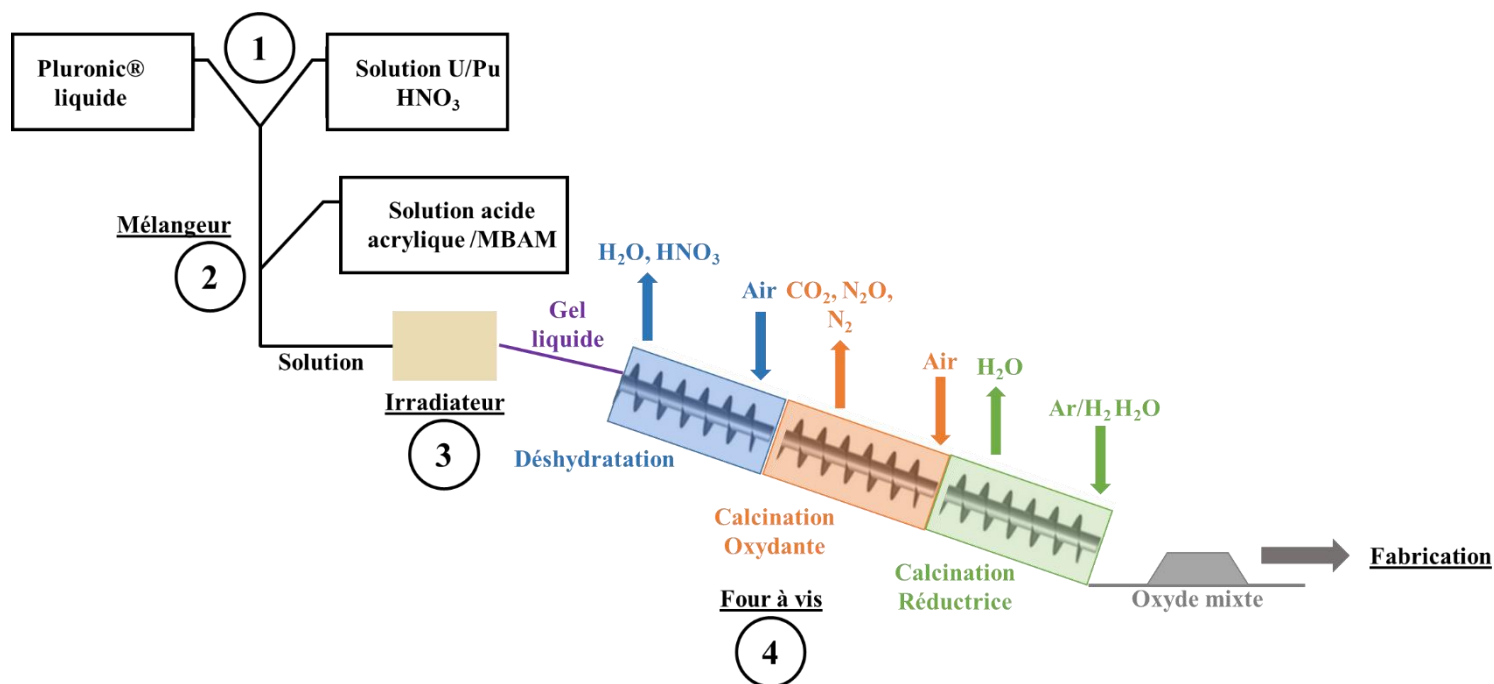 Pluronic®
liquide
1
Solution U/Pu
HNO₃
Mélangeur
2
Solution acide
acrylique /MBAM
Solution
Irradiateur
3
Gel
liquide
H₂O, HNO₃
Air
Déshydratation
CO₂, N₂O,
N₂
Air
Calcination
Oxydante
H₂O
Ar/H₂ H₂O
Calcination
Réductrice
Four à vis
4
Oxyde mixte
Fabrication